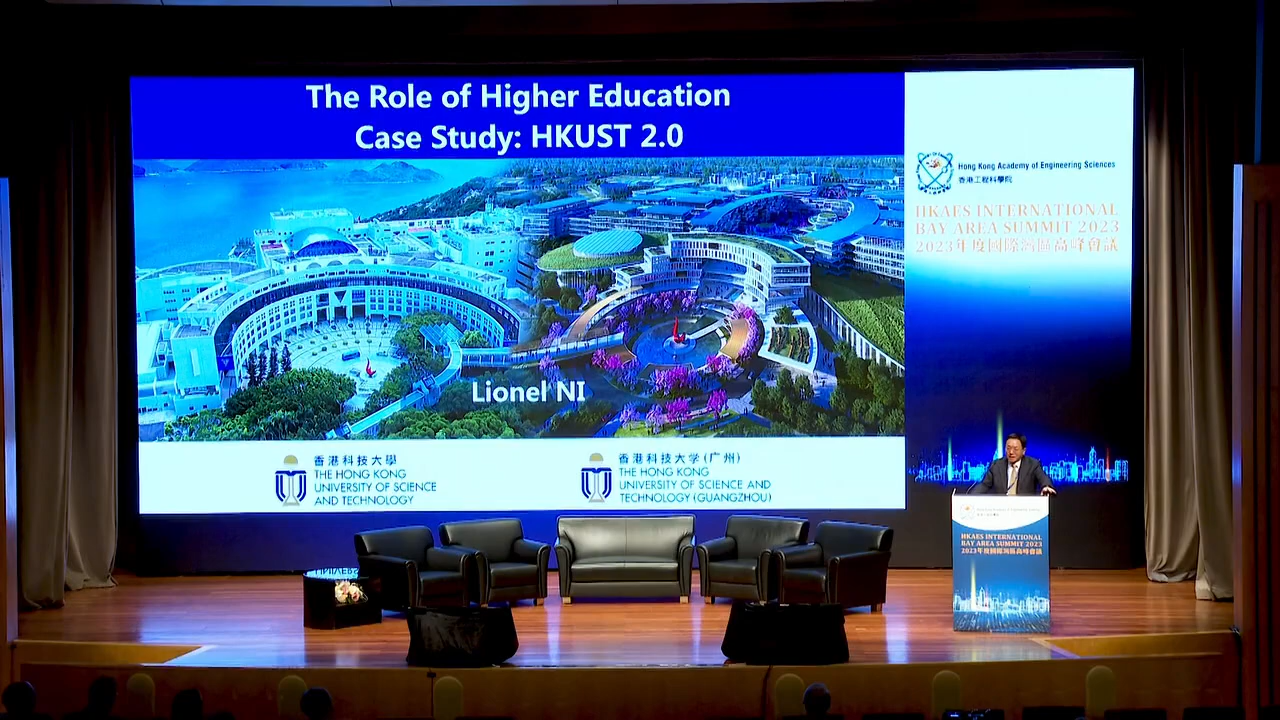 The Role of Higher Education
Case Study: HKUST 2.0
Lionel NI
香港科技大學
THE HONG KONG
UNIVERSITY OF SCIENCE
AND TECHNOLOGY
香港科技大学(广州)
THE HONG KONG
UNIVERSITY OF SCIENCE AND
TECHNOLOGY (GUANGZHOU)
Hong Kong Academy of Engineering Sciences
香港工程科學院
HKAES INTERNATIONAL
BAY AREA SUMMIT 2023
2023年度國際灣區高峰會議
HKAES INTERNATIONAL
BAY AREA SUMMIT 2023
2023年度國際灣區高峰會議